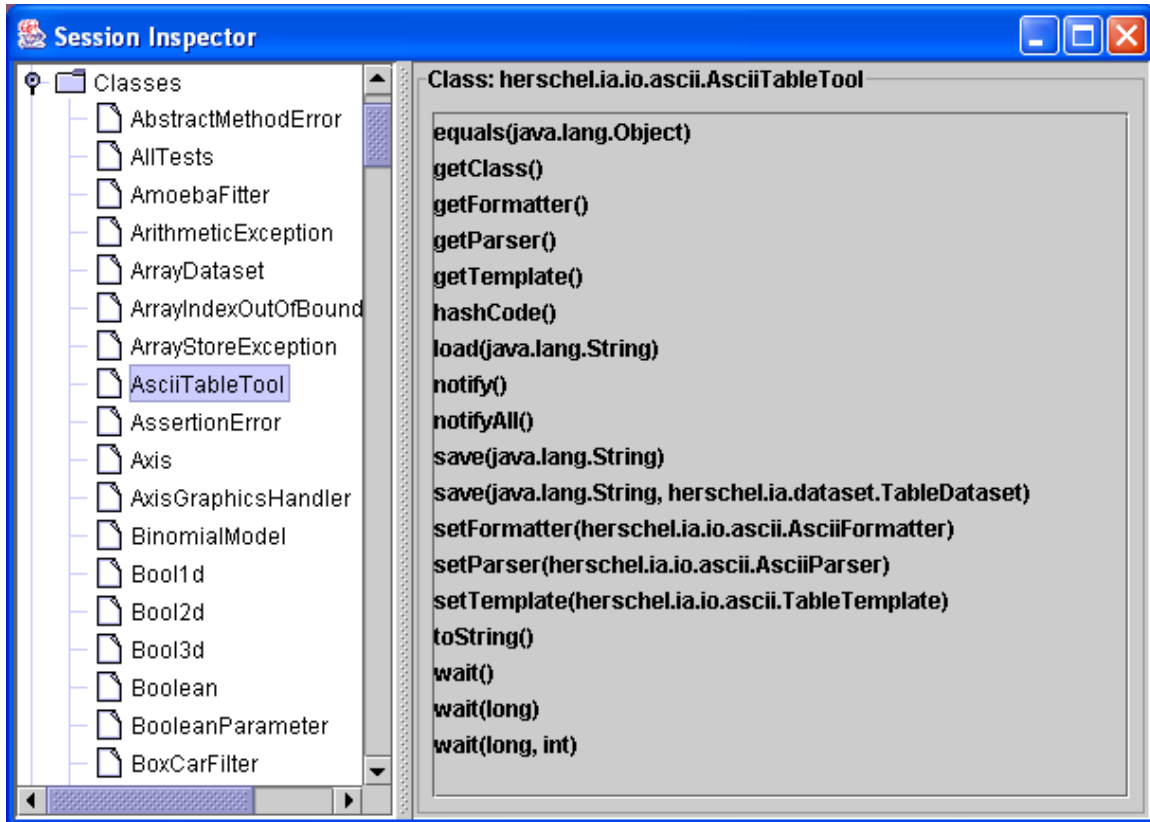 Session Inspector
Classes
AbstractMethodError
AllTests
AmoebaFitter
ArithmeticException
ArrayDataset
ArrayIndexOutOfBound
ArrayStoreException
AsciiTableTool
AssertionError
Axis
AxisGraphicsHandler
BinomialModel
Bool1d
Bool2d
Bool3d
Boolean
BooleanParameter
BoxCarFilter
Class: herschel.ia.io.ascii.AsciiTableTool
equals(java.lang.Object)
getClass()
getFormatter()
getParser()
getTemplate()
hashCode()
load(java.lang.String)
notify()
notifyAll()
save(java.lang.String)
save(java.lang.String, herschel.ia.dataset.TableDataset)
setFormatter(herschel.ia.io.ascii.AsciiFormatter)
setParser(herschel.ia.io.ascii.AsciiParser)
setTemplate(herschel.ia.io.ascii.TableTemplate)
toString()
wait()
wait(long)
wait(long, int)